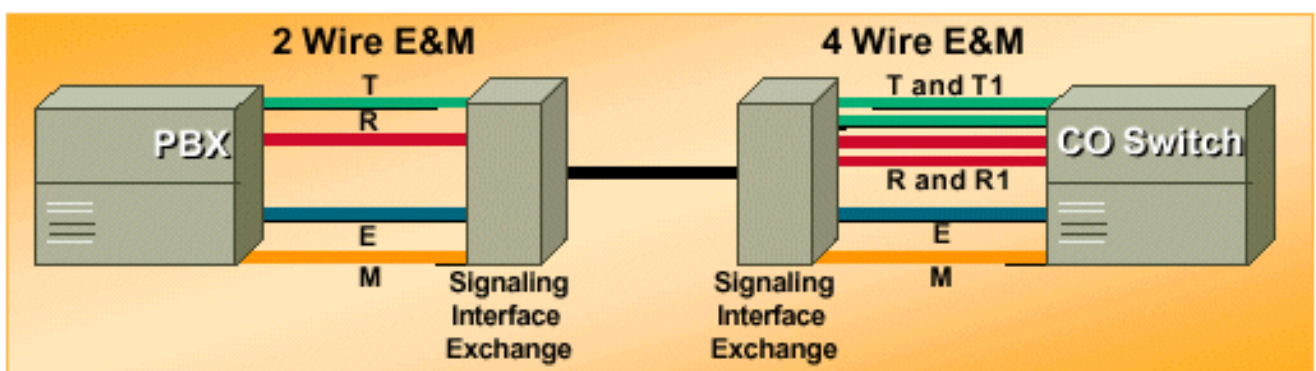 2 Wire E&M
4 Wire E&M
T
R
E
M
PBX
Signaling
Interface
Exchange
T and T1
R and R1
E
M
CO Switch
Signaling
Interface
Exchange